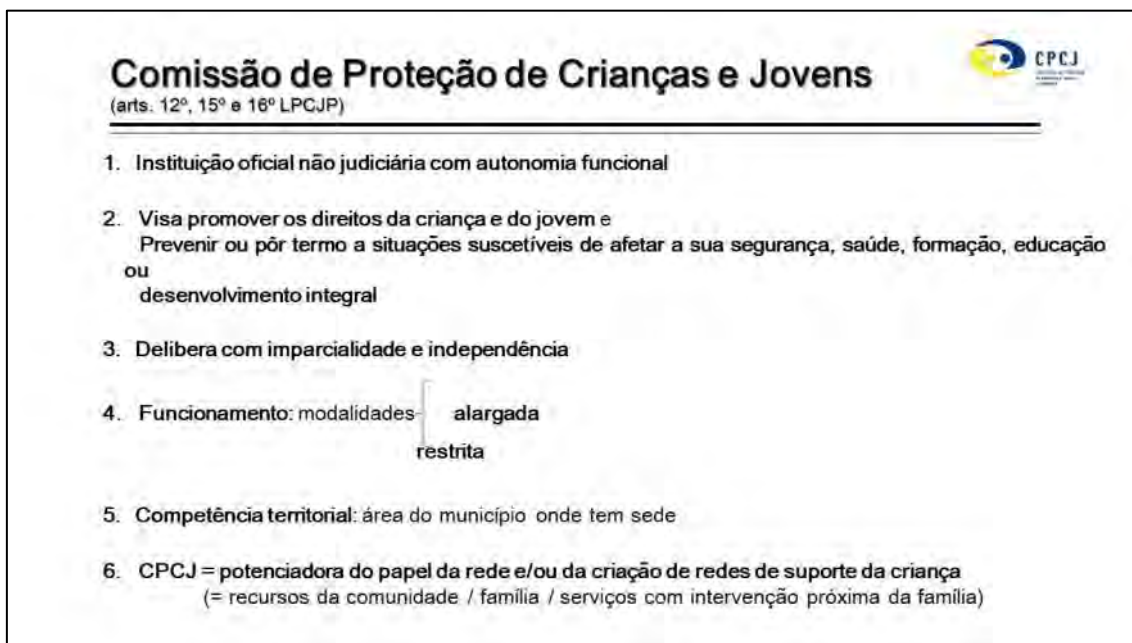 Comissão de Proteção de Crianças e Jovens
CPCJ
(arts. 12º, 15º e 16º LPCJP)
1. Instituição oficial não judiciária com autonomia funcional
2. Visa promover os direitos da criança e do jovem e
Prevenir ou pôr termo a situações suscetíveis de afetar a sua segurança, saúde, formação, educação
ou
desenvolvimento integral
3. Delibera com imparcialidade e independência
4. Funcionamento: modalidades alargada
restrita
5. Competência territorial: área do município onde tem sede
6. CPCJ = potenciadora do papel da rede e/ou da criação de redes de suporte da criança
(= recursos da comunidade / família / serviços com intervenção próxima da família)